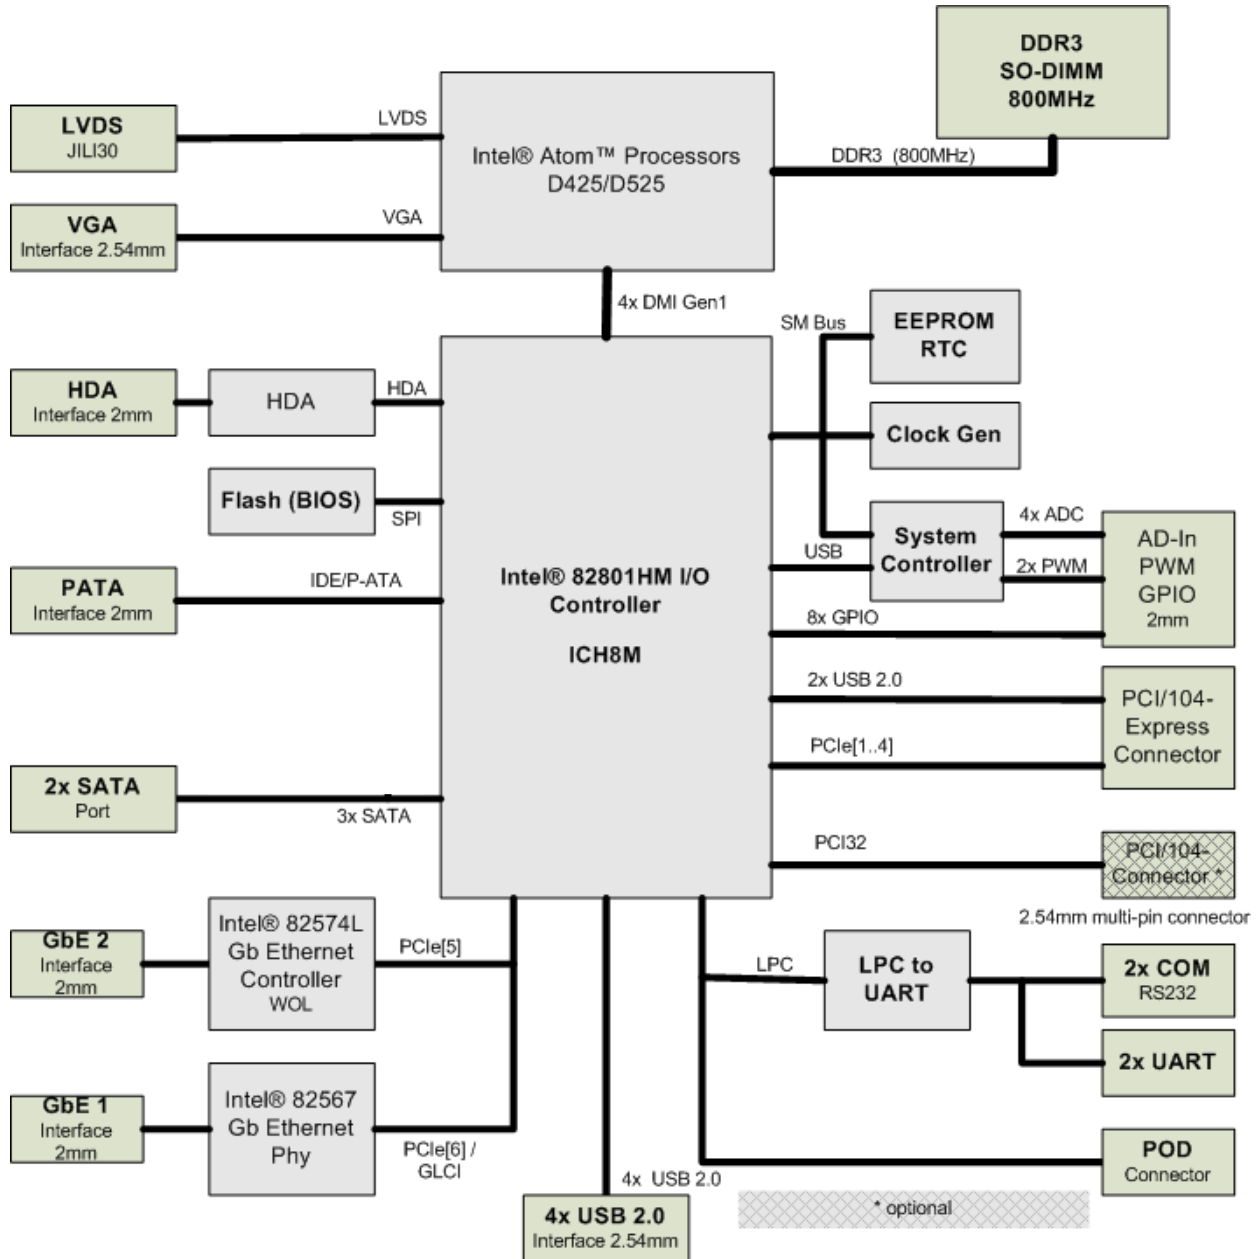 DDR3
SO-DIMM
800MHz
LVDS
JILI30
LVDS
Intel® Atom™ Processors
D425/D525
DDR3 (800MHz)
VGA
Interface 2.54mm
VGA
4x DMI Gen1
SM Bus
EEPROM
RTC
HDA
Interface 2mm
HDA
HDA
Clock Gen
Flash (BIOS)
SPI
System
Controller
USB
4x ADC
2x PWM
AD-In
PWM
GPIO
2mm
PATA
Interface 2mm
IDE/P-ATA
Intel® 82801HM I/O
Controller
ICH8M
8x GPIO
2x USB 2.0
PCIe[1..4]
PCI/104-
Express
Connector
2x SATA
Port
3x SATA
PCI32
PCI/104-
Connector *
2.54mm multi-pin connector
GbE 2
Interface
2mm
Intel® 82574L
Gb Ethernet
Controller
WOL
PCIe[5]
LPC
LPC to
UART
2x COM
RS232
2x UART
GbE 1
Interface
2mm
Intel® 82567
Gb Ethernet
Phy
PCIe[6] /
GLCI
4x USB 2.0
4x USB 2.0
Interface 2.54mm
POD
Connector
* optional